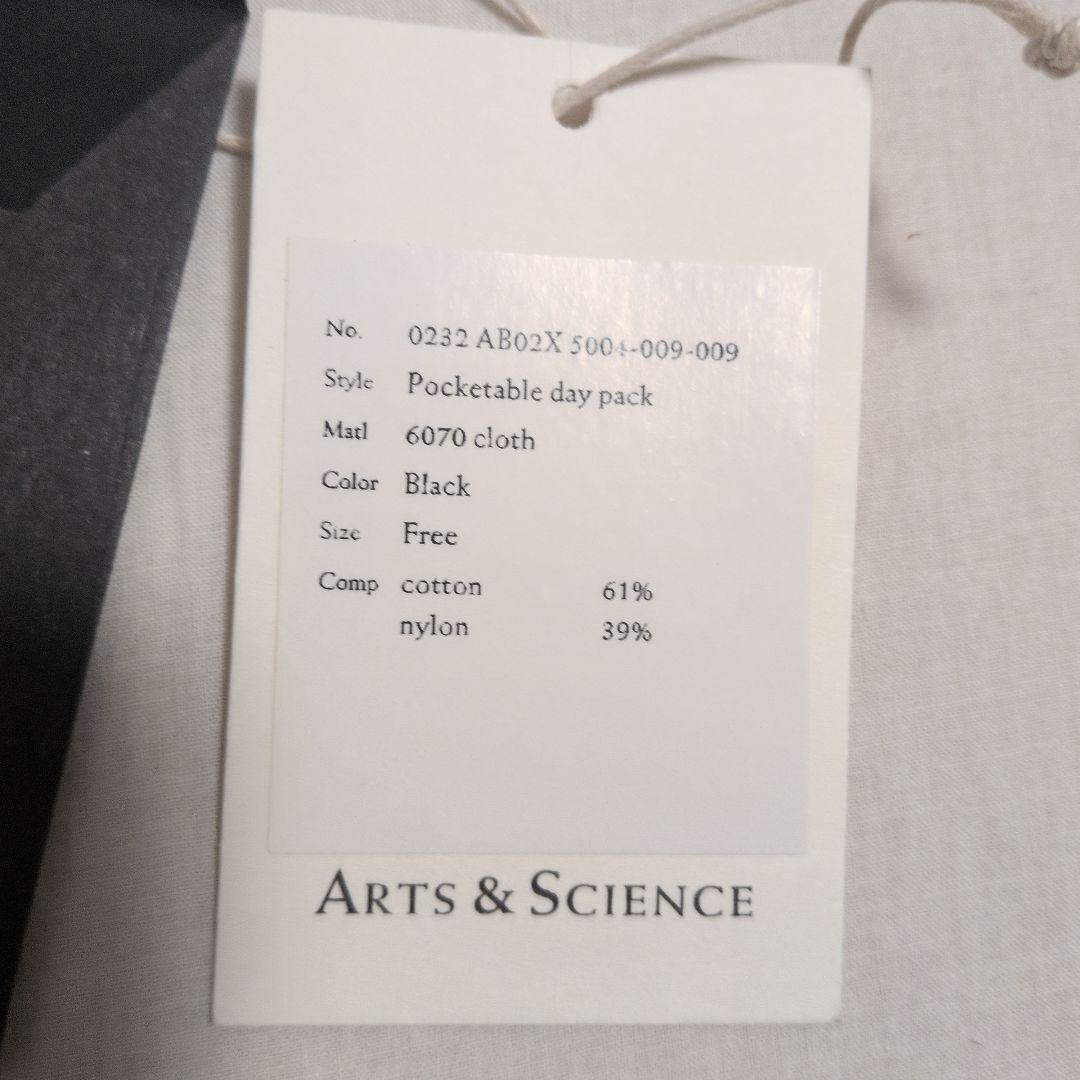 No. 0232 AB02X 5004-009-009
Style Pocketable day pack
Matl 6070 cloth
Color Black
Size Free
Comp cotton 61%
nylon 39%
ARTS & SCIENCE